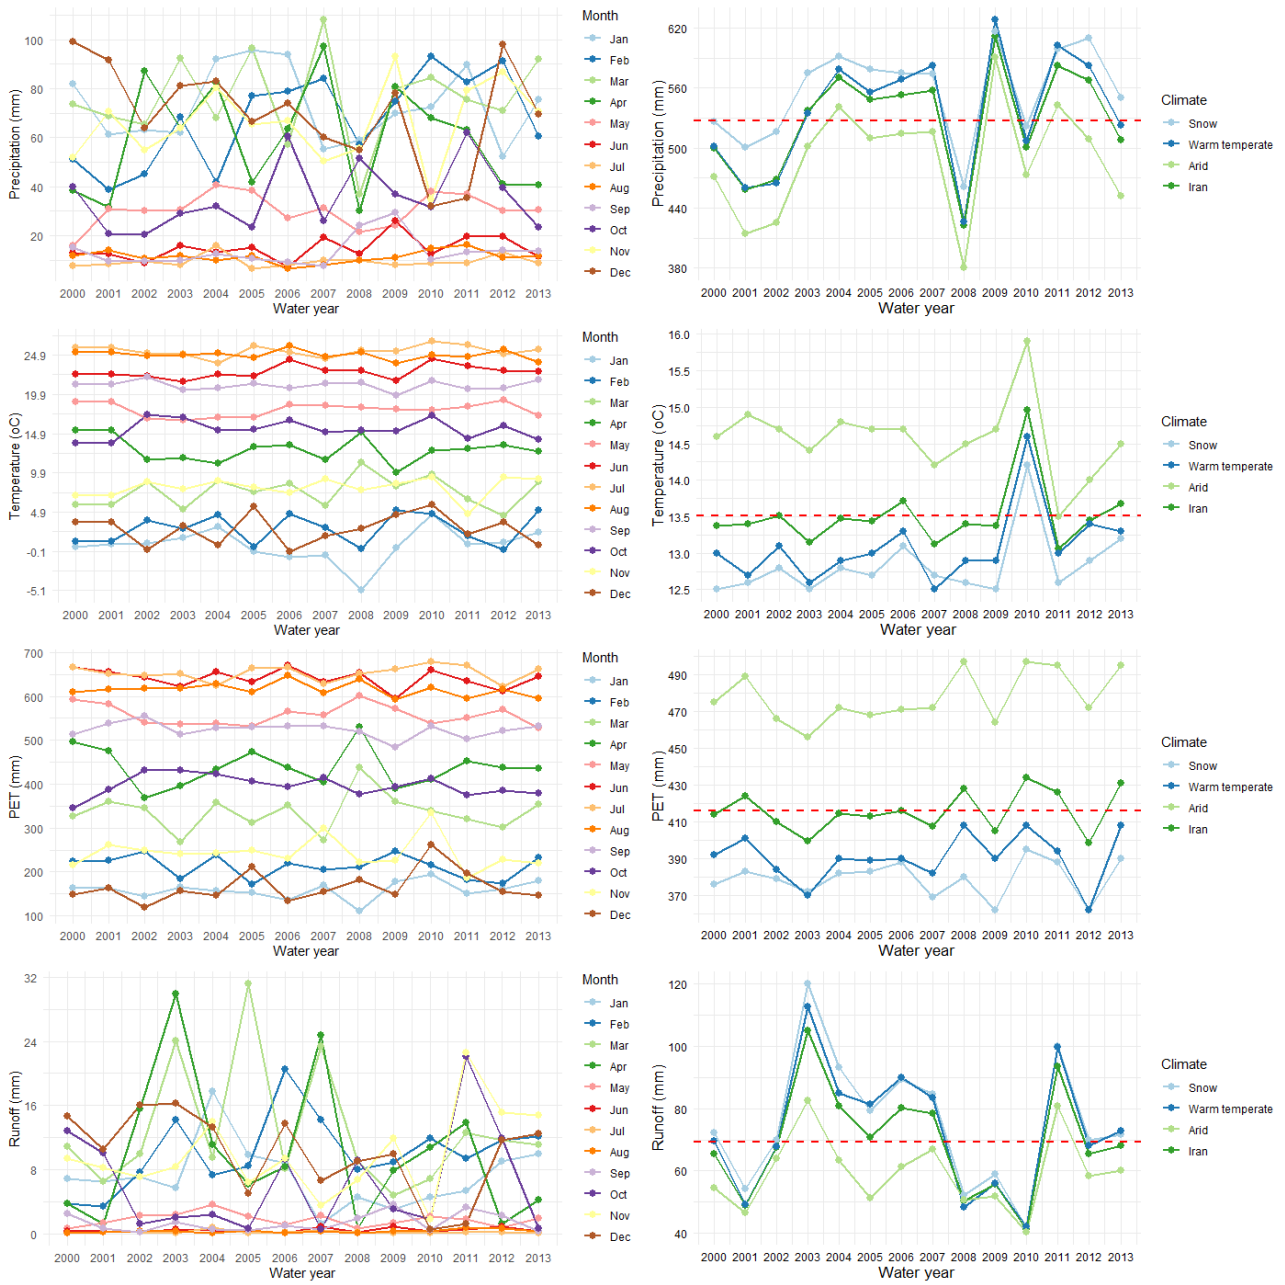 Precipitation (mm)
100
80
60
40
20
2000 2001 2002 2003 2004 2005 2006 2007 2008 2009 2010 2011 2012 2013
Water year
Month
Jan
Feb
Mar
Apr
May
Jun
Jul
Aug
Sep
Oct
Nov
Dec
Precipitation (mm)
620
560
500
440
380
2000 2001 2002 2003 2004 2005 2006 2007 2008 2009 2010 2011 2012 2013
Water year
Climate
Snow
Warm temperate
Arid
Iran
Temperature (oC)
24.9
19.9
14.9
9.9
4.9
-0.1
-5.1
2000 2001 2002 2003 2004 2005 2006 2007 2008 2009 2010 2011 2012 2013
Water year
Month
Jan
Feb
Mar
Apr
May
Jun
Jul
Aug
Sep
Oct
Nov
Dec
Temperature (oC)
16.0
15.5
15.0
14.5
14.0
13.5
13.0
12.5
2000 2001 2002 2003 2004 2005 2006 2007 2008 2009 2010 2011 2012 2013
Water year
Climate
Snow
Warm temperate
Arid
Iran
PET (mm)
700
600
500
400
300
200
100
2000 2001 2002 2003 2004 2005 2006 2007 2008 2009 2010 2011 2012 2013
Water year
Month
Jan
Feb
Mar
Apr
May
Jun
Jul
Aug
Sep
Oct
Nov
Dec
PET (mm)
490
470
450
430
410
390
370
2000 2001 2002 2003 2004 2005 2006 2007 2008 2009 2010 2011 2012 2013
Water year
Climate
Snow
Warm temperate
Arid
Iran
Runoff (mm)
32
24
16
8
0
2000 2001 2002 2003 2004 2005 2006 2007 2008 2009 2010 2011 2012 2013
Water year
Month
Jan
Feb
Mar
Apr
May
Jun
Jul
Aug
Sep
Oct
Nov
Dec
Runoff (mm)
120
100
80
60
40
2000 2001 2002 2003 2004 2005 2006 2007 2008 2009 2010 2011 2012 2013
Water year
Climate
Snow
Warm temperate
Arid
Iran